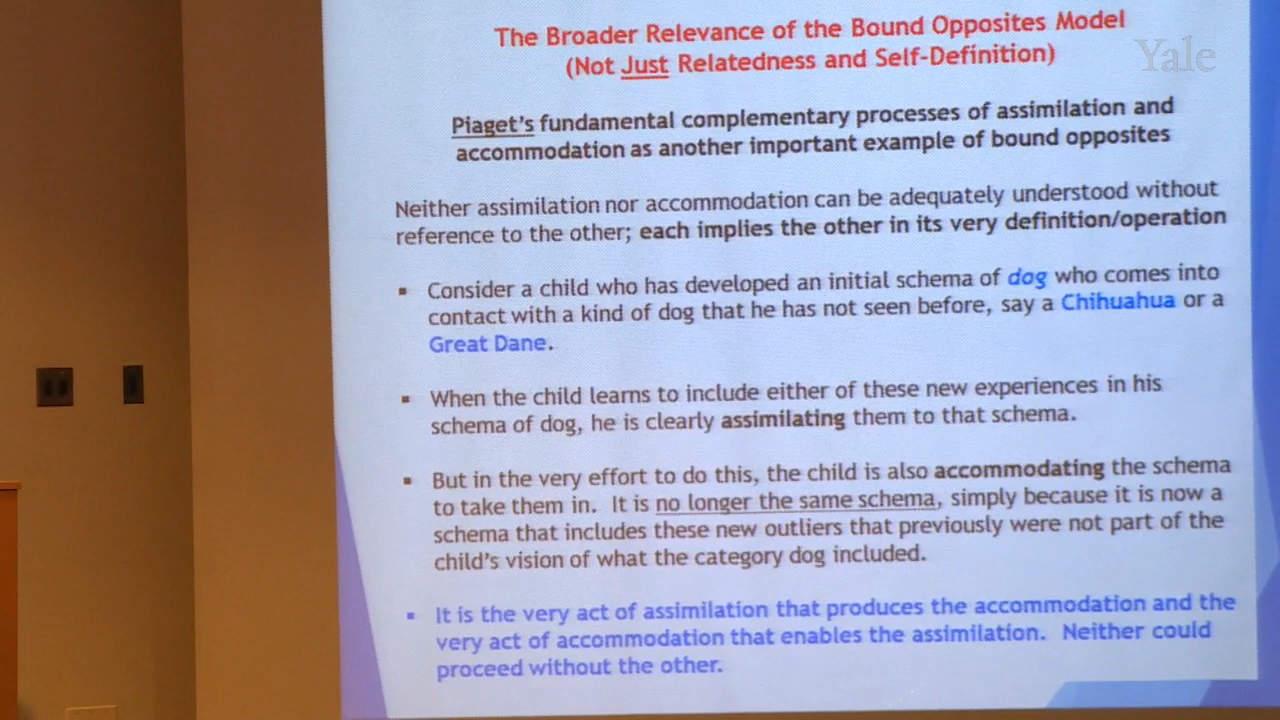 The Broader Relevance of the Bound Opposites Model
(Not Just Relatedness and Self-Definition)
Yale
Piaget's fundamental complementary processes of assimilation and
accommodation as another important example of bound opposites
Neither assimilation nor accommodation can be adequately understood without
reference to the other; each implies the other in its very definition/operation
▪ Consider a child who has developed an initial schema of dog who comes into
contact with a kind of dog that he has not seen before, say a Chihuahua or a
Great Dane.
▪ When the child learns to include either of these new experiences in his
schema of dog, he is clearly assimilating them to that schema.
▪ But in the very effort to do this, the child is also accommodating the schema
to take them in. It is no longer the same schema, simply because it is now a
schema that includes these new outliers that previously were not part of the
child's vision of what the category dog included.
▪ It is the very act of assimilation that produces the accommodation and the
very act of accommodation that enables the assimilation. Neither could
proceed without the other.